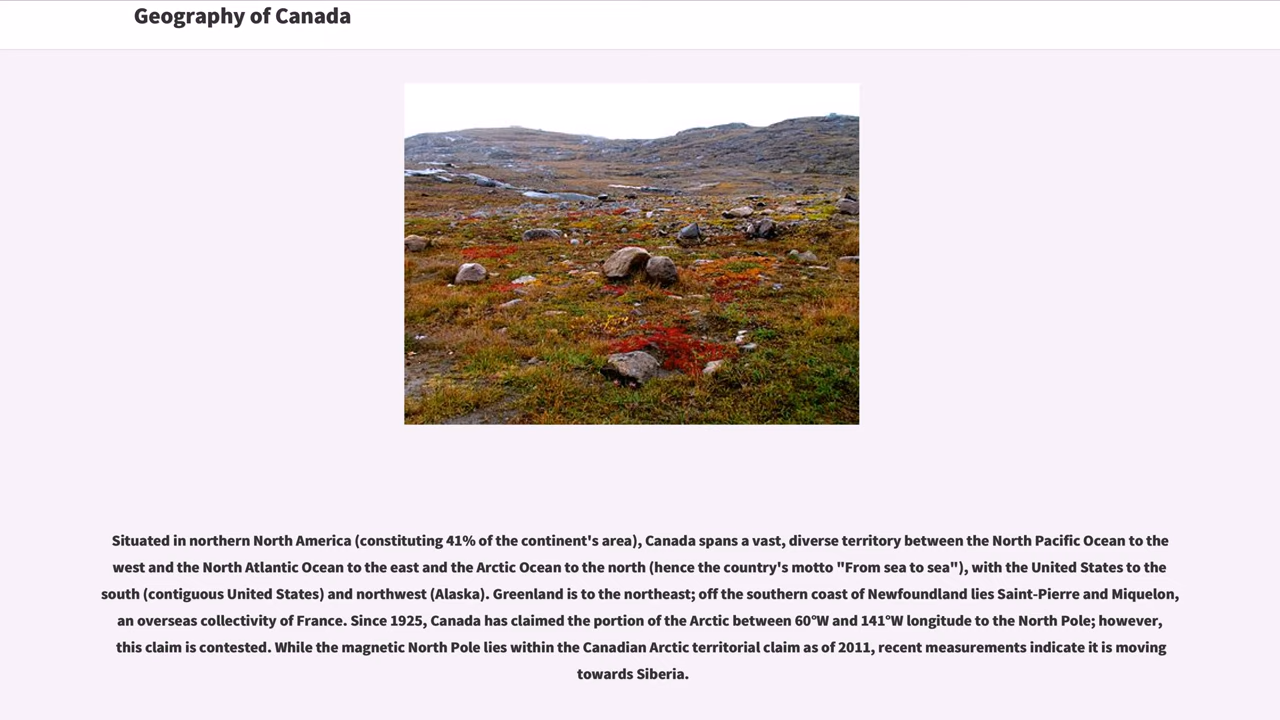 Geography of Canada
Situated in northern North America (constituting 41% of the continent's area), Canada spans a vast, diverse territory between the North Pacific Ocean to the
west and the North Atlantic Ocean to the east and the Arctic Ocean to the north (hence the country's motto "From sea to sea"), with the United States to the
south (contiguous United States) and northwest (Alaska). Greenland is to the northeast; off the southern coast of Newfoundland lies Saint-Pierre and Miquelon,
an overseas collectivity of France. Since 1925, Canada has claimed the portion of the Arctic between 60°W and 141°W longitude to the North Pole; however,
this claim is contested. While the magnetic North Pole lies within the Canadian Arctic territorial claim as of 2011, recent measurements indicate it is moving
towards Siberia.